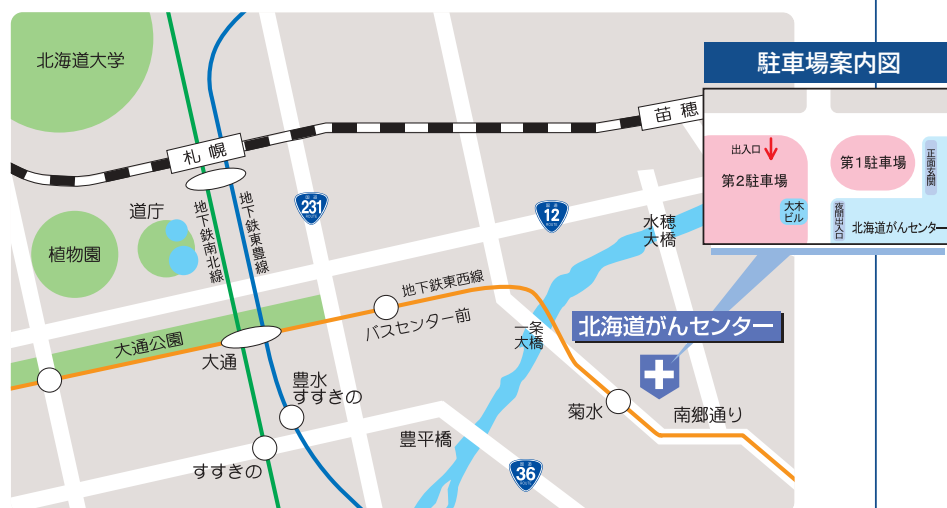 北海道大学
駐車場案内図
苗穂
出入口
第2駐車場
大木
ビル
第1駐車場
正面玄関
夜間出入口
北海道がんセンター
札幌
道庁
植物園
地下鉄南北線
地下鉄東豊線
231
12
水穂
大橋
地下鉄東西線
バスセンター前
大通公園
大通
一条
大橋
北海道がんセンター
豊水
すすきの
菊水
南郷通り
豊平橋
すすきの
36